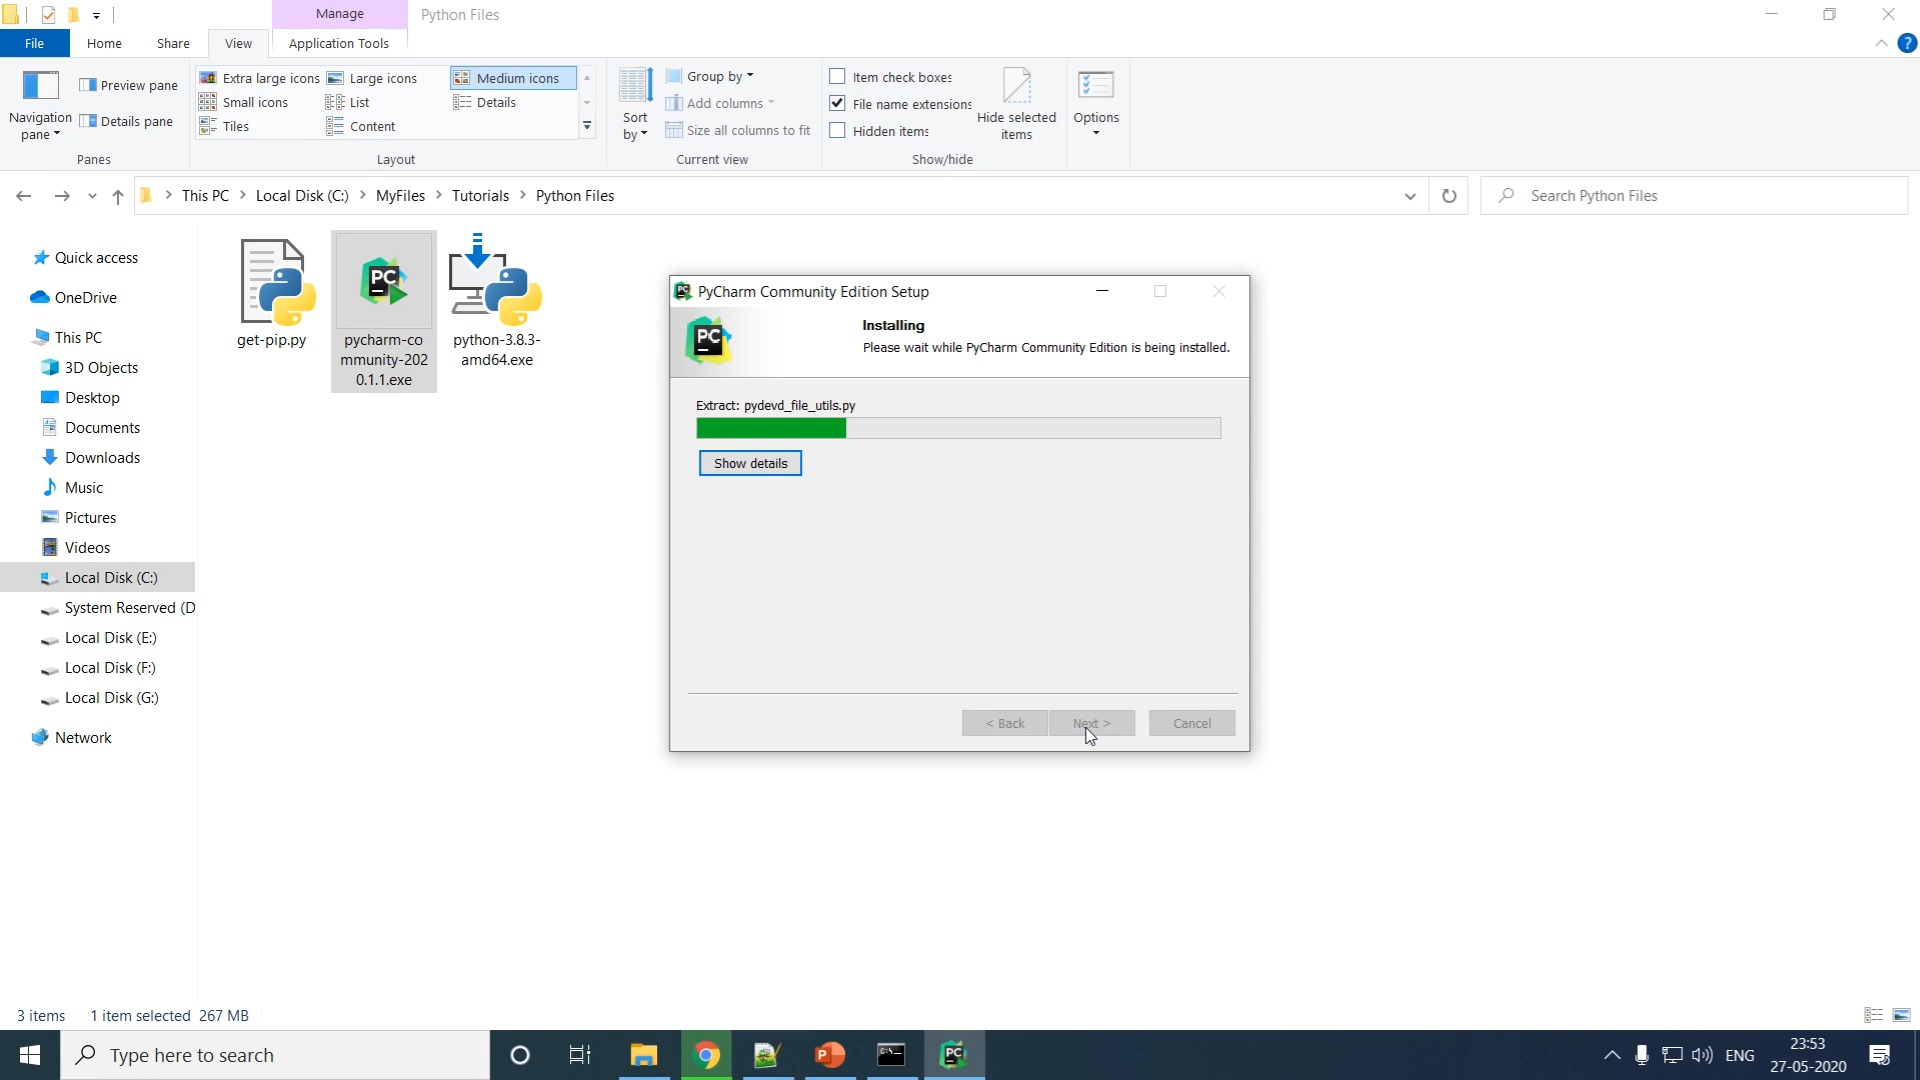 Manage
Python Files
File
Home
Share
View
Application Tools
Navigation
pane
Preview pane
Details pane
Panes
Extra large icons
Large icons
Medium icons
Small icons
List
Details
Tiles
Content
Layout
Sort
by
Group by
Add columns
Size all columns to fit
Current view
Item check boxes
File name extensions
Hidden items
Hide selected
items
Show/hide
Options
This PC > Local Disk (C:) > MyFiles > Tutorials > Python Files
Search Python Files
Quick access
OneDrive
This PC
3D Objects
Desktop
Documents
Downloads
Music
Pictures
Videos
Local Disk (C:)
System Reserved (D
Local Disk (E:)
Local Disk (F:)
Local Disk (G:)
Network
get-pip.py
PC
pycharm-co
mmunity-202
0.1.1.exe
python-3.8.3-
amd64.exe
PyCharm Community Edition Setup
PC
Installing
Please wait while PyCharm Community Edition is being installed.
Extract: pydevd_file_utils.py
Show details
< Back
Next >
Cancel
3 items
1 item selected 267 MB
Type here to search
PC
ENG
23:53
27-05-2020